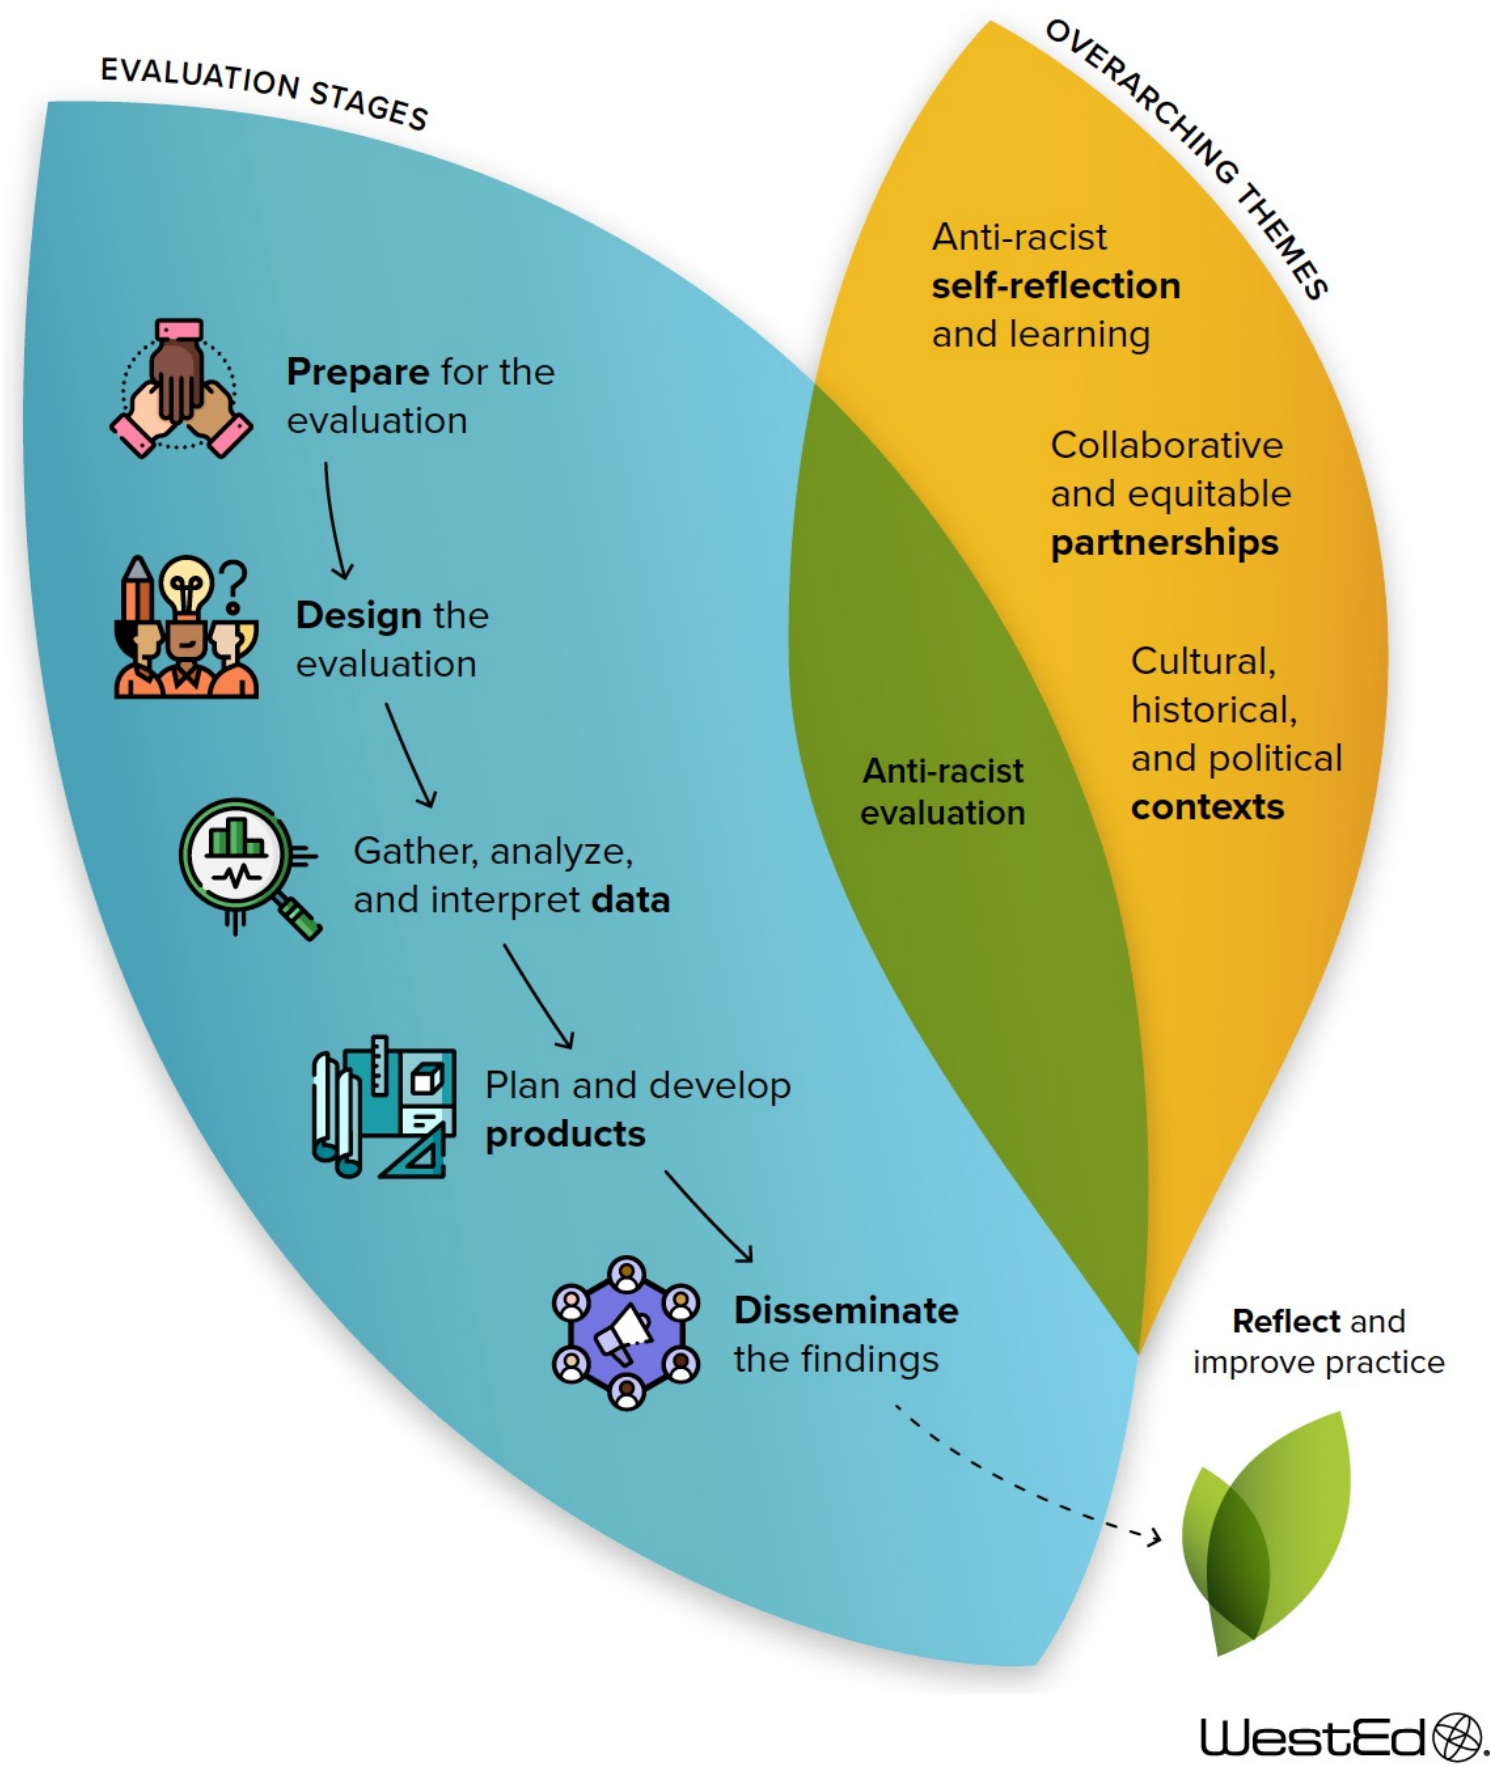 EVALUATION STAGES
OVERARCHING THEMES
Prepare for the
evaluation
Design the
evaluation
Gather, analyze,
and interpret data
Plan and develop
products
Disseminate
the findings
Anti-racist
self-reflection
and learning
Collaborative
and equitable
partnerships
Cultural,
historical,
and political
contexts
Anti-racist
evaluation
Reflect and
improve practice
?
WestEd